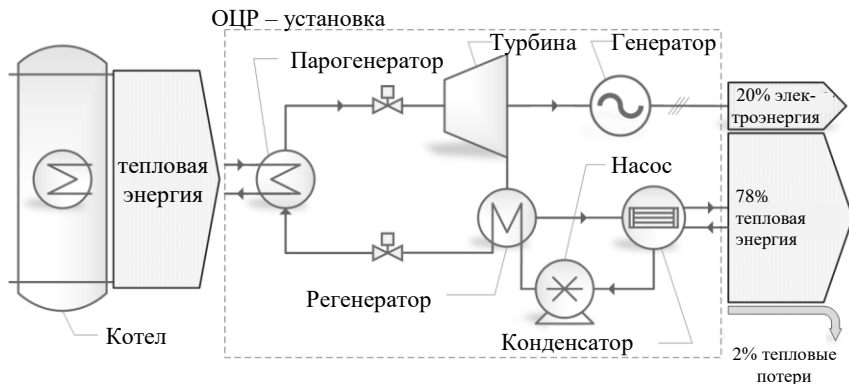 ОЦР – установка
Парогенератор
Турбина
Генератор
20% элек-
троэнергия
тепловая
энергия
Насос
78%
тепловая
энергия
Регенератор
Котел
Конденсатор
2% тепловые
потери